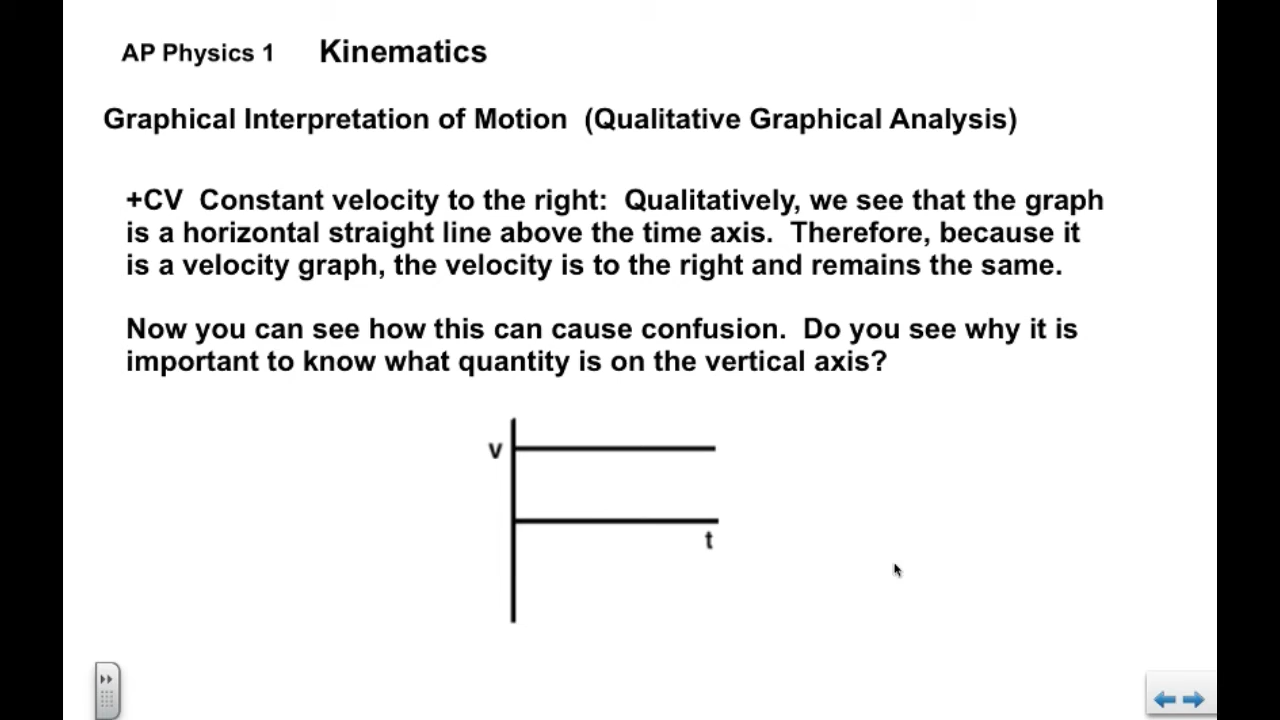 AP Physics 1 Kinematics
Graphical Interpretation of Motion (Qualitative Graphical Analysis)
+CV Constant velocity to the right: Qualitatively, we see that the graph
is a horizontal straight line above the time axis. Therefore, because it
is a velocity graph, the velocity is to the right and remains the same.
Now you can see how this can cause confusion. Do you see why it is
important to know what quantity is on the vertical axis?
v
t